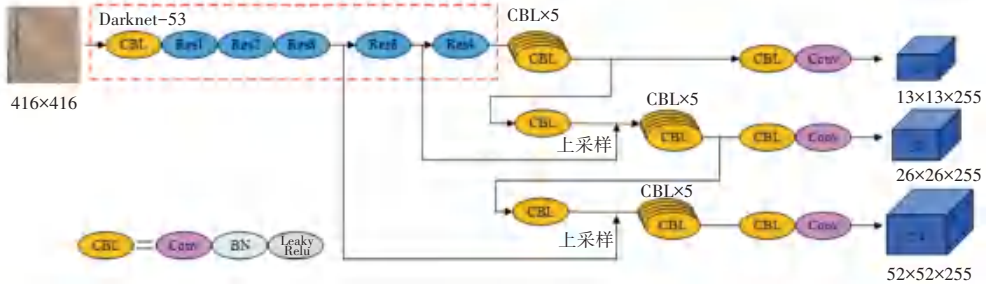 Darknet-53
CBL×5
CBL Res1 Res2 Res8 Res8 Res4 CBL CBL Conv
416×416
13×13×255
CBL×5
CBL 上采样 CBL CBL Conv
26×26×255
CBL×5
CBL 上采样 CBL CBL Conv
52×52×255
CBL = Conv BN Leaky Relu